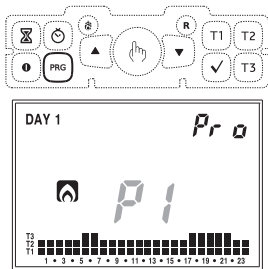 R
T1 T2
PRG
T3
DAY 1
Pro
P1
T3
T2
T1
1 • 3 • 5 • 7 • 9 • 11 • 13 • 15 • 17 • 19 • 21 • 23